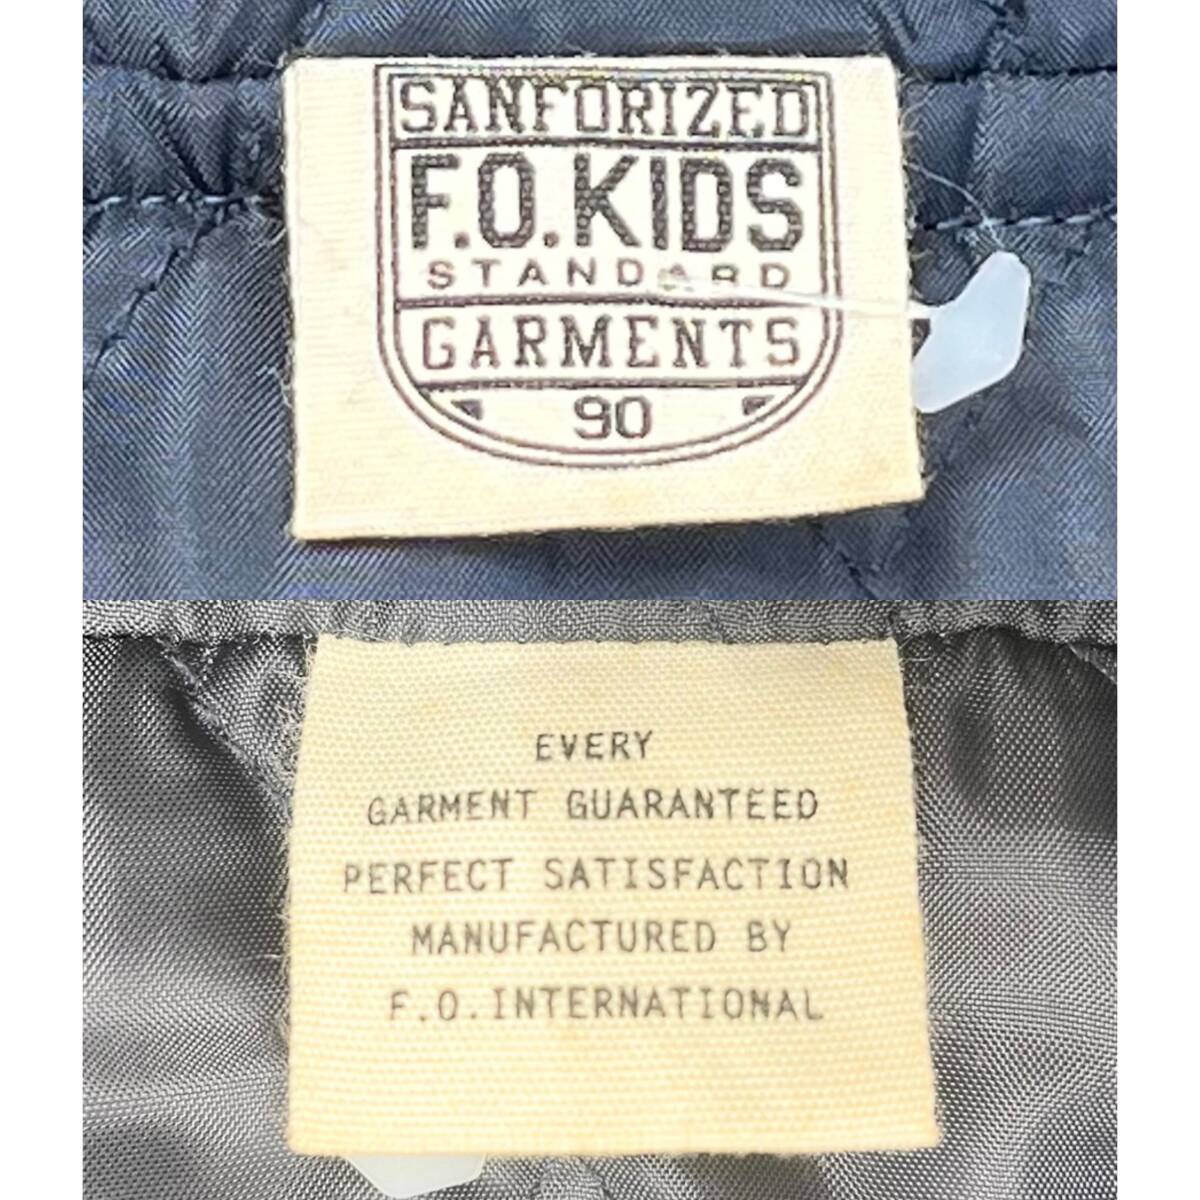 SANFORIZED
F.O.KIDS
STANDARD
GARMENTS
90
EVERY
GARMENT GUARANTEED
PERFECT SATISFACTION
MANUFACTURED BY
F.O.INTERNATIONAL